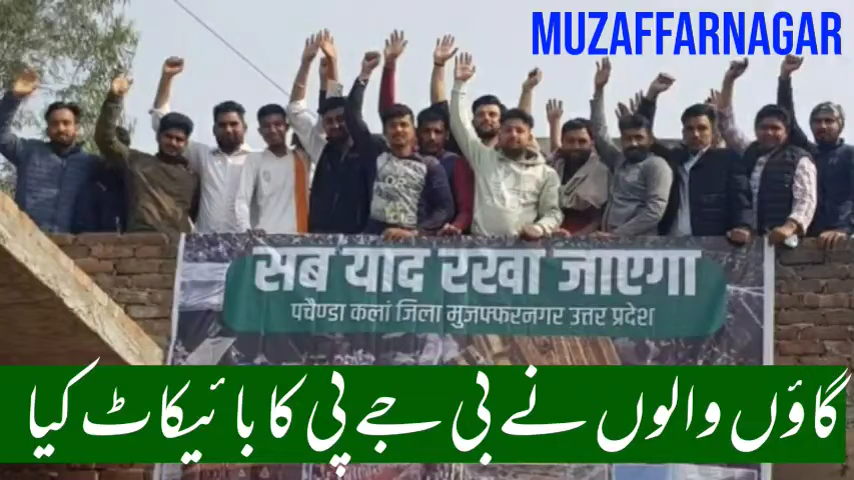 MUZAFFARNAGAR
सब याद रखा जाएगा
पचैण्डा कलां जिला मुजफ्फरनगर उत्तर प्रदेश
گاؤں والوں نے بی جے پی کا بائیکاٹ کیا